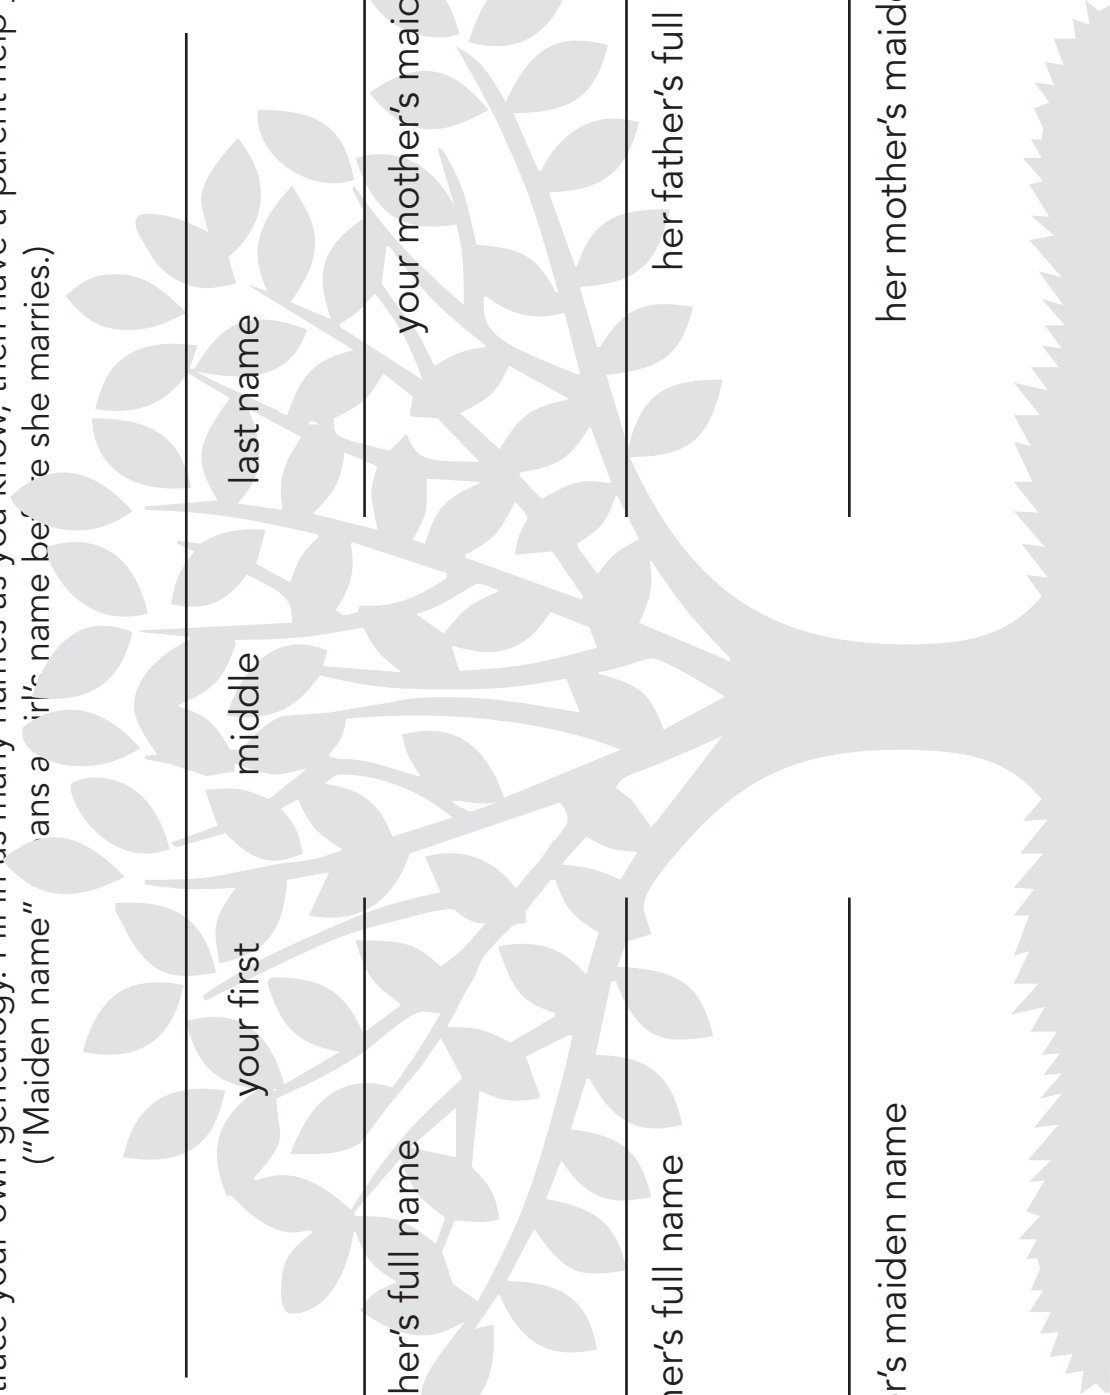 trace your own genealogy. Fill in as many names as you know, then have a parent help
("Maiden name" ans a irl's name be re she marries.)
your first middle last name
her's full name your mother's maid
her's full name her father's full
r's maiden name her mother's maide